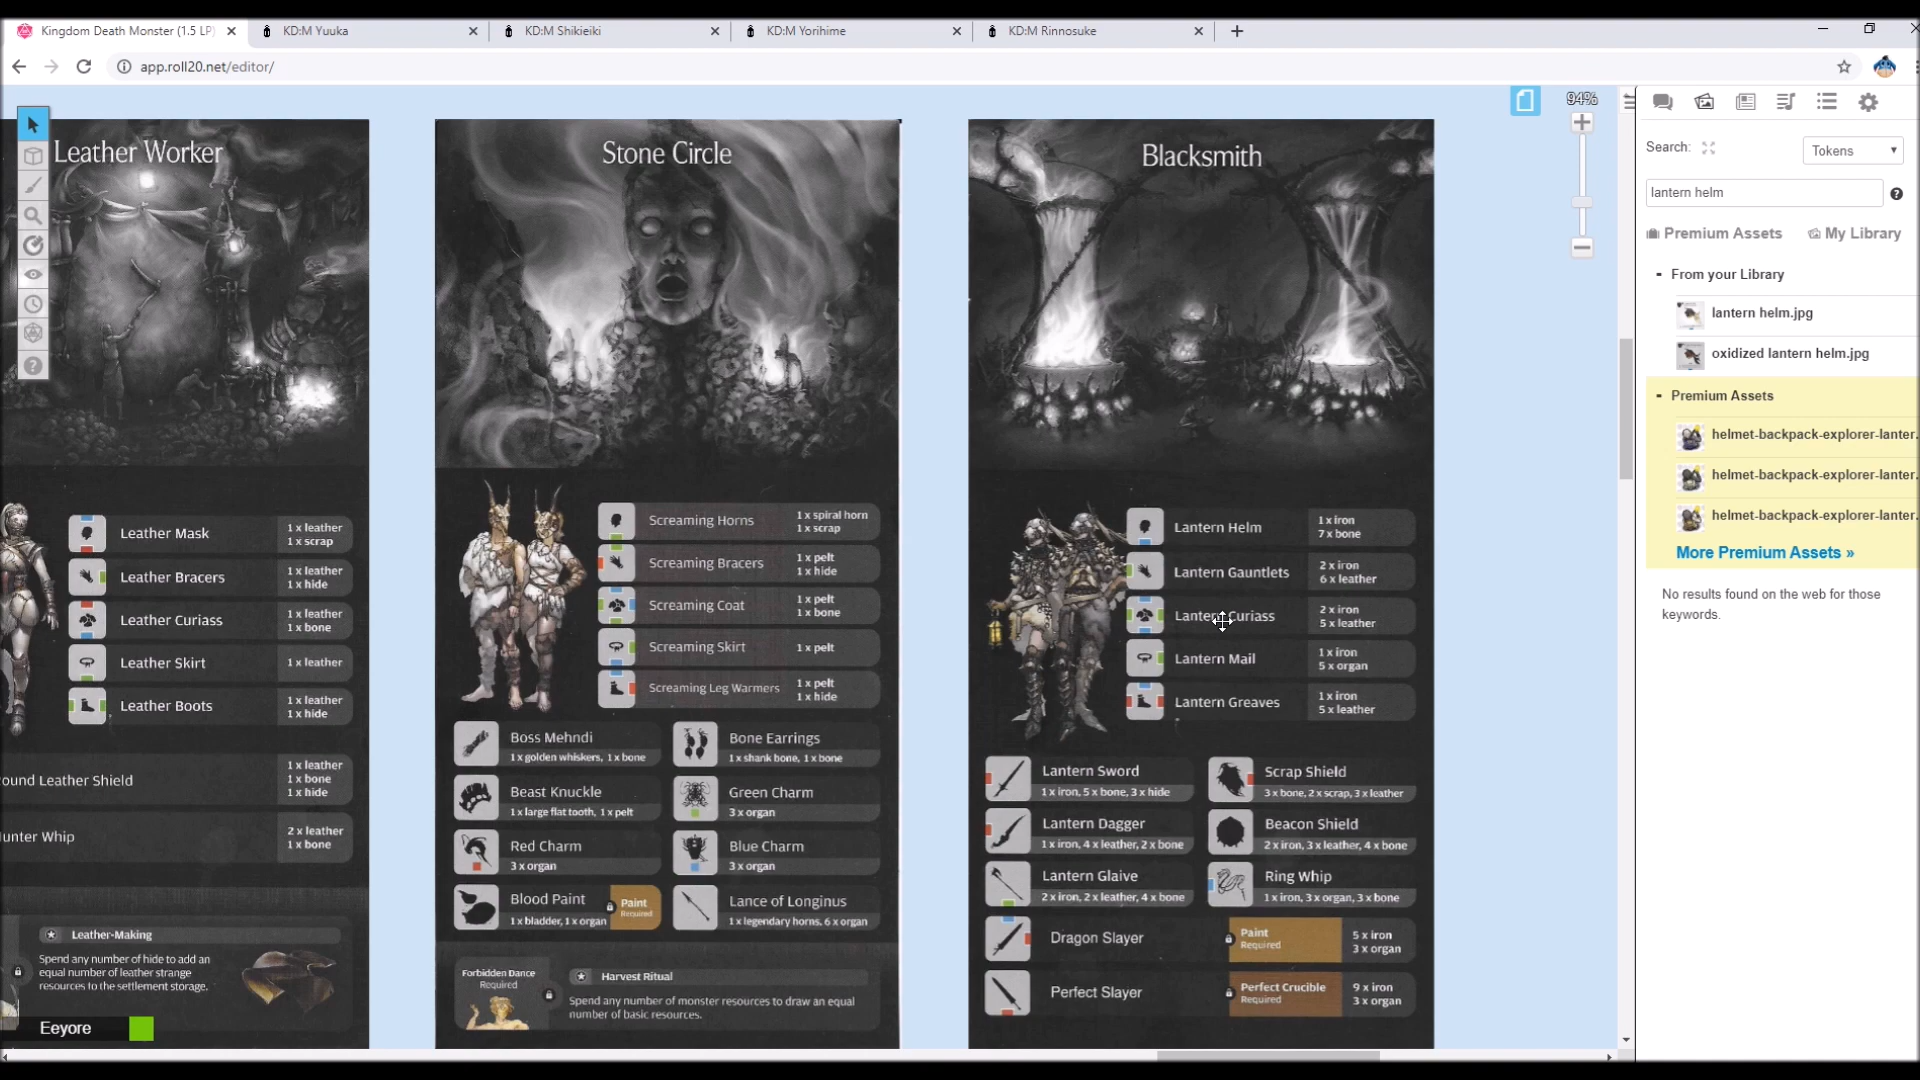 Kingdom Death Monster (1.5 LP)
KD:M Yuuka
KD:M Shikieiki
KD:M Yorihime
KD:M Rinnosuke
app.roll20.net/editor/
94%
Search:
Tokens
lantern helm
Premium Assets
My Library
From your Library
lantern helm.jpg
oxidized lantern helm.jpg
Premium Assets
helmet-backpack-explorer-lanter.
helmet-backpack-explorer-lanter.
helmet-backpack-explorer-lanter.
More Premium Assets »
No results found on the web for those
keywords.
Leather Worker
Leather Mask
1 x leather
1 x scrap
Leather Bracers
1 x leather
1 x hide
Leather Curiass
1 x leather
1 x bone
Leather Skirt
1 x leather
Leather Boots
1 x leather
1 x hide
ound Leather Shield
1 x leather
1 x bone
1 x hide
unter Whip
2 x leather
1 x bone
Leather-Making
Spend any number of hide to add an
equal number of leather strange
resources to the settlement storage.
Eeyore
Stone Circle
Screaming Horns
1 x spiral horn
1 x scrap
Screaming Bracers
1 x pelt
1 x hide
Screaming Coat
1 x pelt
1 x bone
Screaming Skirt
1 x pelt
Screaming Leg Warmers
1 x pelt
1 x hide
Boss Mehndi
1 x golden whiskers, 1 x bone
Bone Earrings
1 x shank bone, 1 x bone
Beast Knuckle
1 x large flat tooth, 1 x pelt
Green Charm
3 x organ
Red Charm
3 x organ
Blue Charm
3 x organ
Blood Paint
1 x bladder, 1 x organ
Paint
Required
Lance of Longinus
1 x legendary horns, 6 x organ
Forbidden Dance
Required
Harvest Ritual
Spend any number of monster resources to draw an equal
number of basic resources.
Blacksmith
Lantern Helm
1 x iron
7 x bone
Lantern Gauntlets
2 x iron
6 x leather
Lantern Curiass
2 x iron
5 x leather
Lantern Mail
1 x iron
5 x organ
Lantern Greaves
1 x iron
5 x leather
Lantern Sword
1 x iron, 5 x bone, 3 x hide
Scrap Shield
3 x bone, 2 x scrap, 3 x leather
Lantern Dagger
1 x iron, 4 x leather, 2 x bone
Beacon Shield
2 x iron, 3 x leather, 4 x bone
Lantern Glaive
2 x iron, 2 x leather, 4 x bone
Ring Whip
1 x iron, 3 x organ, 3 x bone
Dragon Slayer
Paint
Required
5 x iron
3 x organ
Perfect Slayer
Perfect Crucible
Required
9 x iron
3 x organ